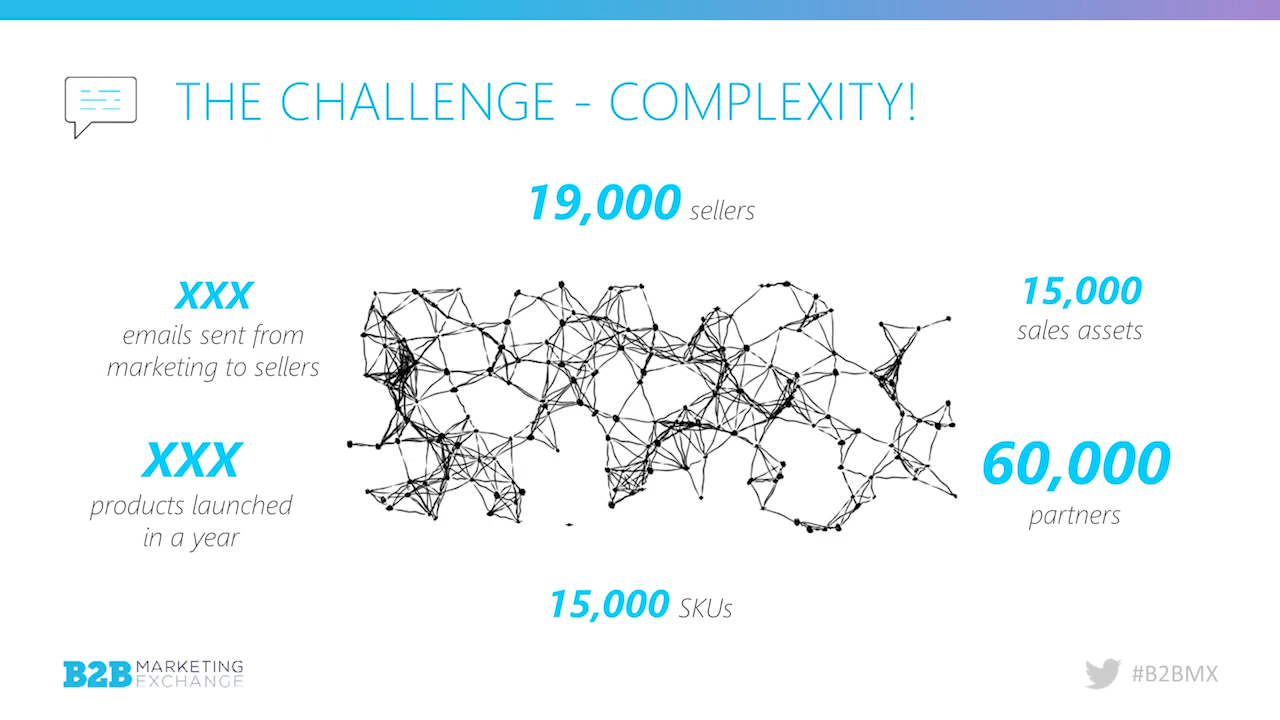 THE CHALLENGE - COMPLEXITY!
19,000 sellers
XXX
emails sent from
marketing to sellers
15,000
sales assets
XXX
products launched
in a year
60,000
partners
15,000 SKUs
B2B MARKETING
EXCHANGE
#B2BMX